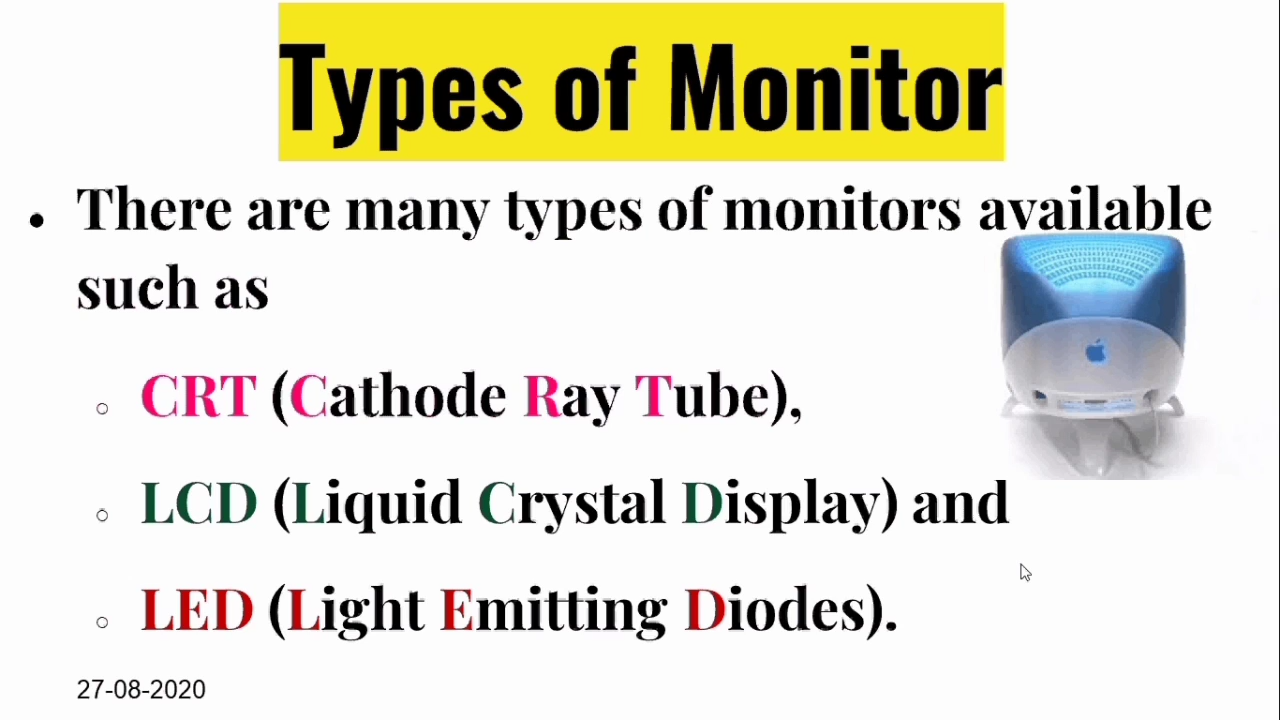 Types of Monitor
• There are many types of monitors available
such as
○ CRT (Cathode Ray Tube),
○ LCD (Liquid Crystal Display) and
○ LED (Light Emitting Diodes).
27-08-2020